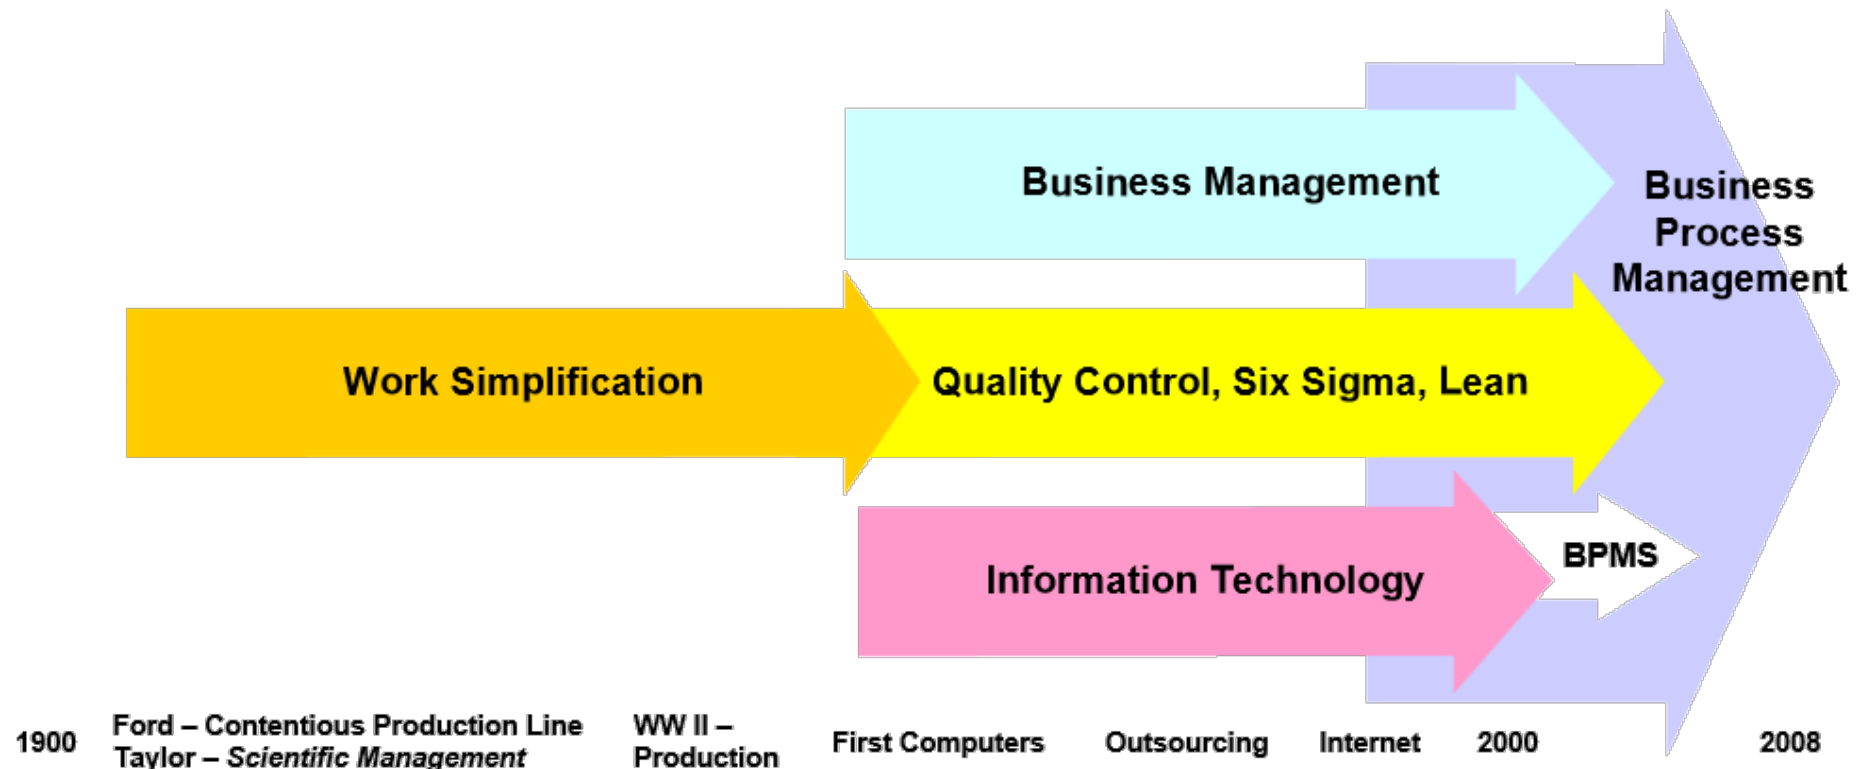 Business Management
Business
Process
Management
Work Simplification
Quality Control, Six Sigma, Lean
Information Technology
BPMS
1900
Ford – Contentious Production Line
Taylor – Scientific Management
WW II –
Production
First Computers
Outsourcing
Internet
2000
2008